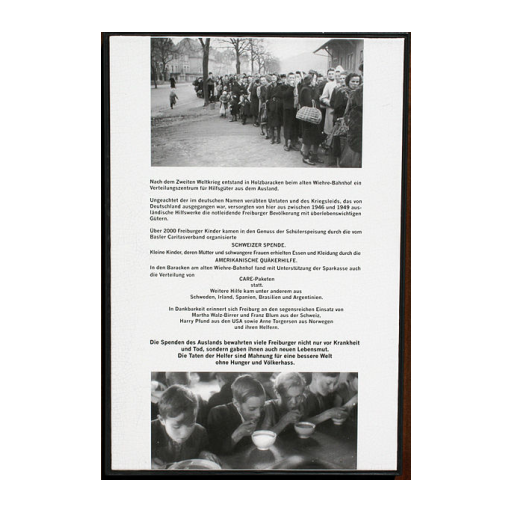 Nach dem Zweiten Weltkrieg entstand in Holzbaracken beim alten Wiehre-Bahnhof ein
Verteilungszentrum für Hilfsgüter aus dem Ausland.
Ungeachtet der im deutschen Namen verübten Untaten und des Kriegsleids, das von
Deutschland ausgegangen war, versorgten von hier aus zwischen 1946 und 1949 aus-
ländische Hilfswerke die notleidende Freiburger Bevölkerung mit überlebenswichtigen
Gütern.
Über 2000 Freiburger Kinder kamen in den Genuss der Schülerspeisung durch die vom
Basler Caritasverband organisierte
SCHWEIZER SPENDE.
Kleine Kinder, deren Mütter und schwangere Frauen erhielten Essen und Kleidung durch die
AMERIKANISCHE QUÄKERHILFE.
In den Baracken am alten Wiehre-Bahnhof fand mit Unterstützung der Sparkasse auch
die Verteilung von
CARE-Paketen
statt.
Weitere Hilfe kam unter anderem aus
Schweden, Irland, Spanien, Brasilien und Argentinien.
In Dankbarkeit erinnert sich Freiburg an den segensreichen Einsatz von
Martha Walz-Birrer und Franz Blum aus der Schweiz,
Harry Pfund aus den USA sowie Arne Torgersen aus Norwegen
und ihren Helfern.
Die Spenden des Auslands bewahrten viele Freiburger nicht nur vor Krankheit
und Tod, sondern gaben ihnen auch neuen Lebensmut.
Die Taten der Helfer sind Mahnung für eine bessere Welt
ohne Hunger und Völkerhass.